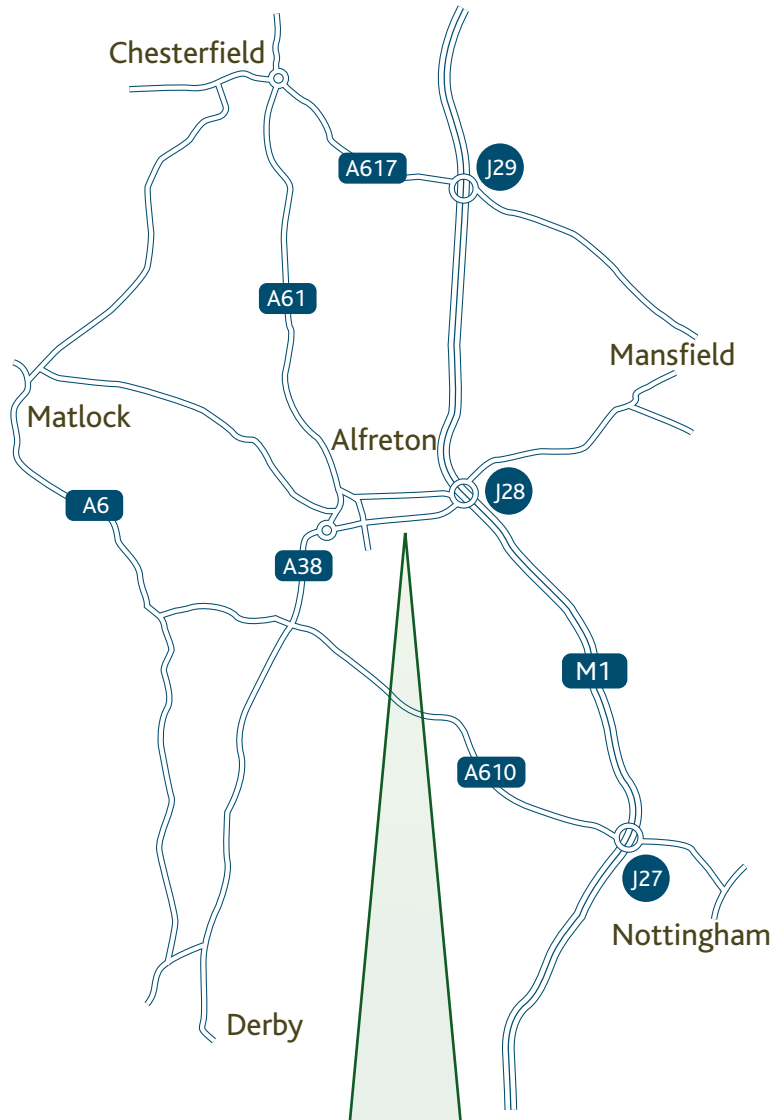 Chesterfield
A617
J29
A61
Mansfield
Matlock
Alfreton
J28
A6
A38
M1
A610
J27
Nottingham
Derby